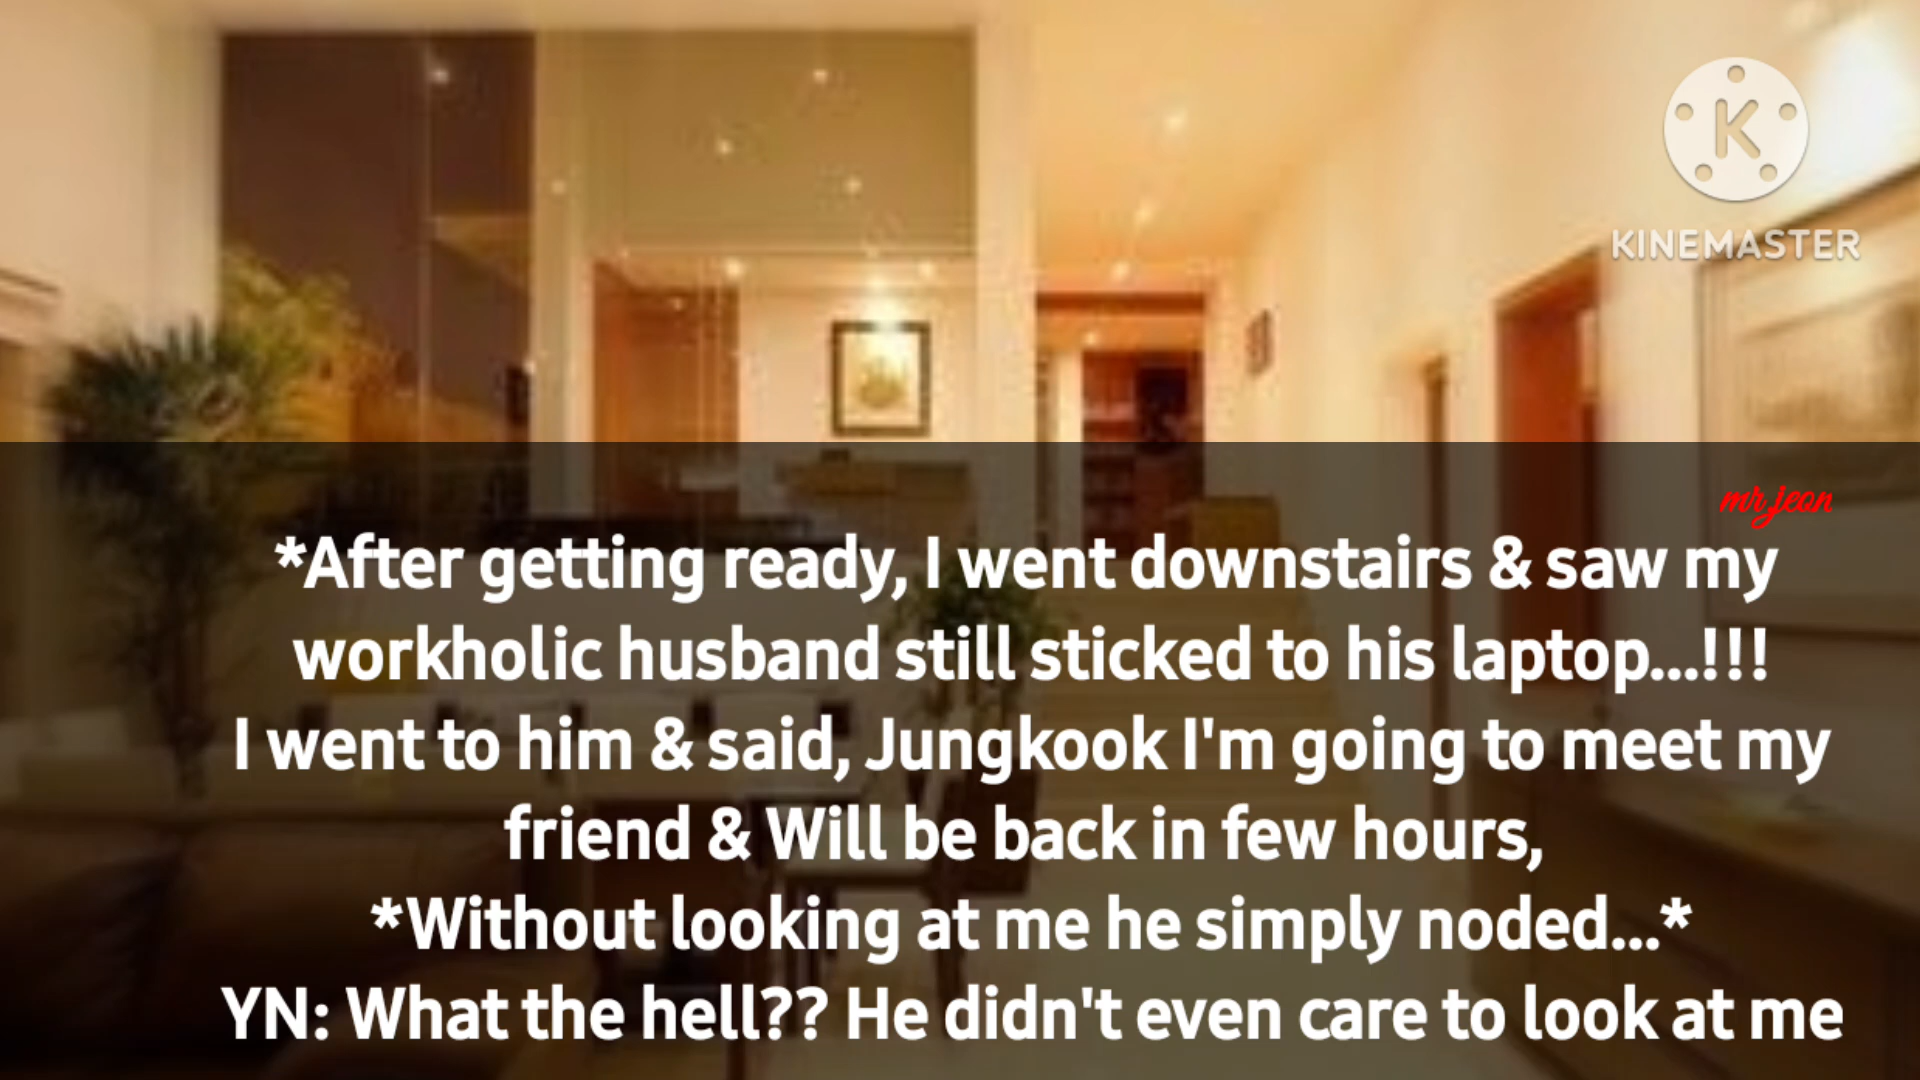 K
KINEMASTER
mr.jeon
*After getting ready, I went downstairs & saw my
workholic husband still sticked to his laptop...!!!
I went to him & said, Jungkook I'm going to meet my
friend & Will be back in few hours,
*Without looking at me he simply noded...*
YN: What the hell?? He didn't even care to look at me